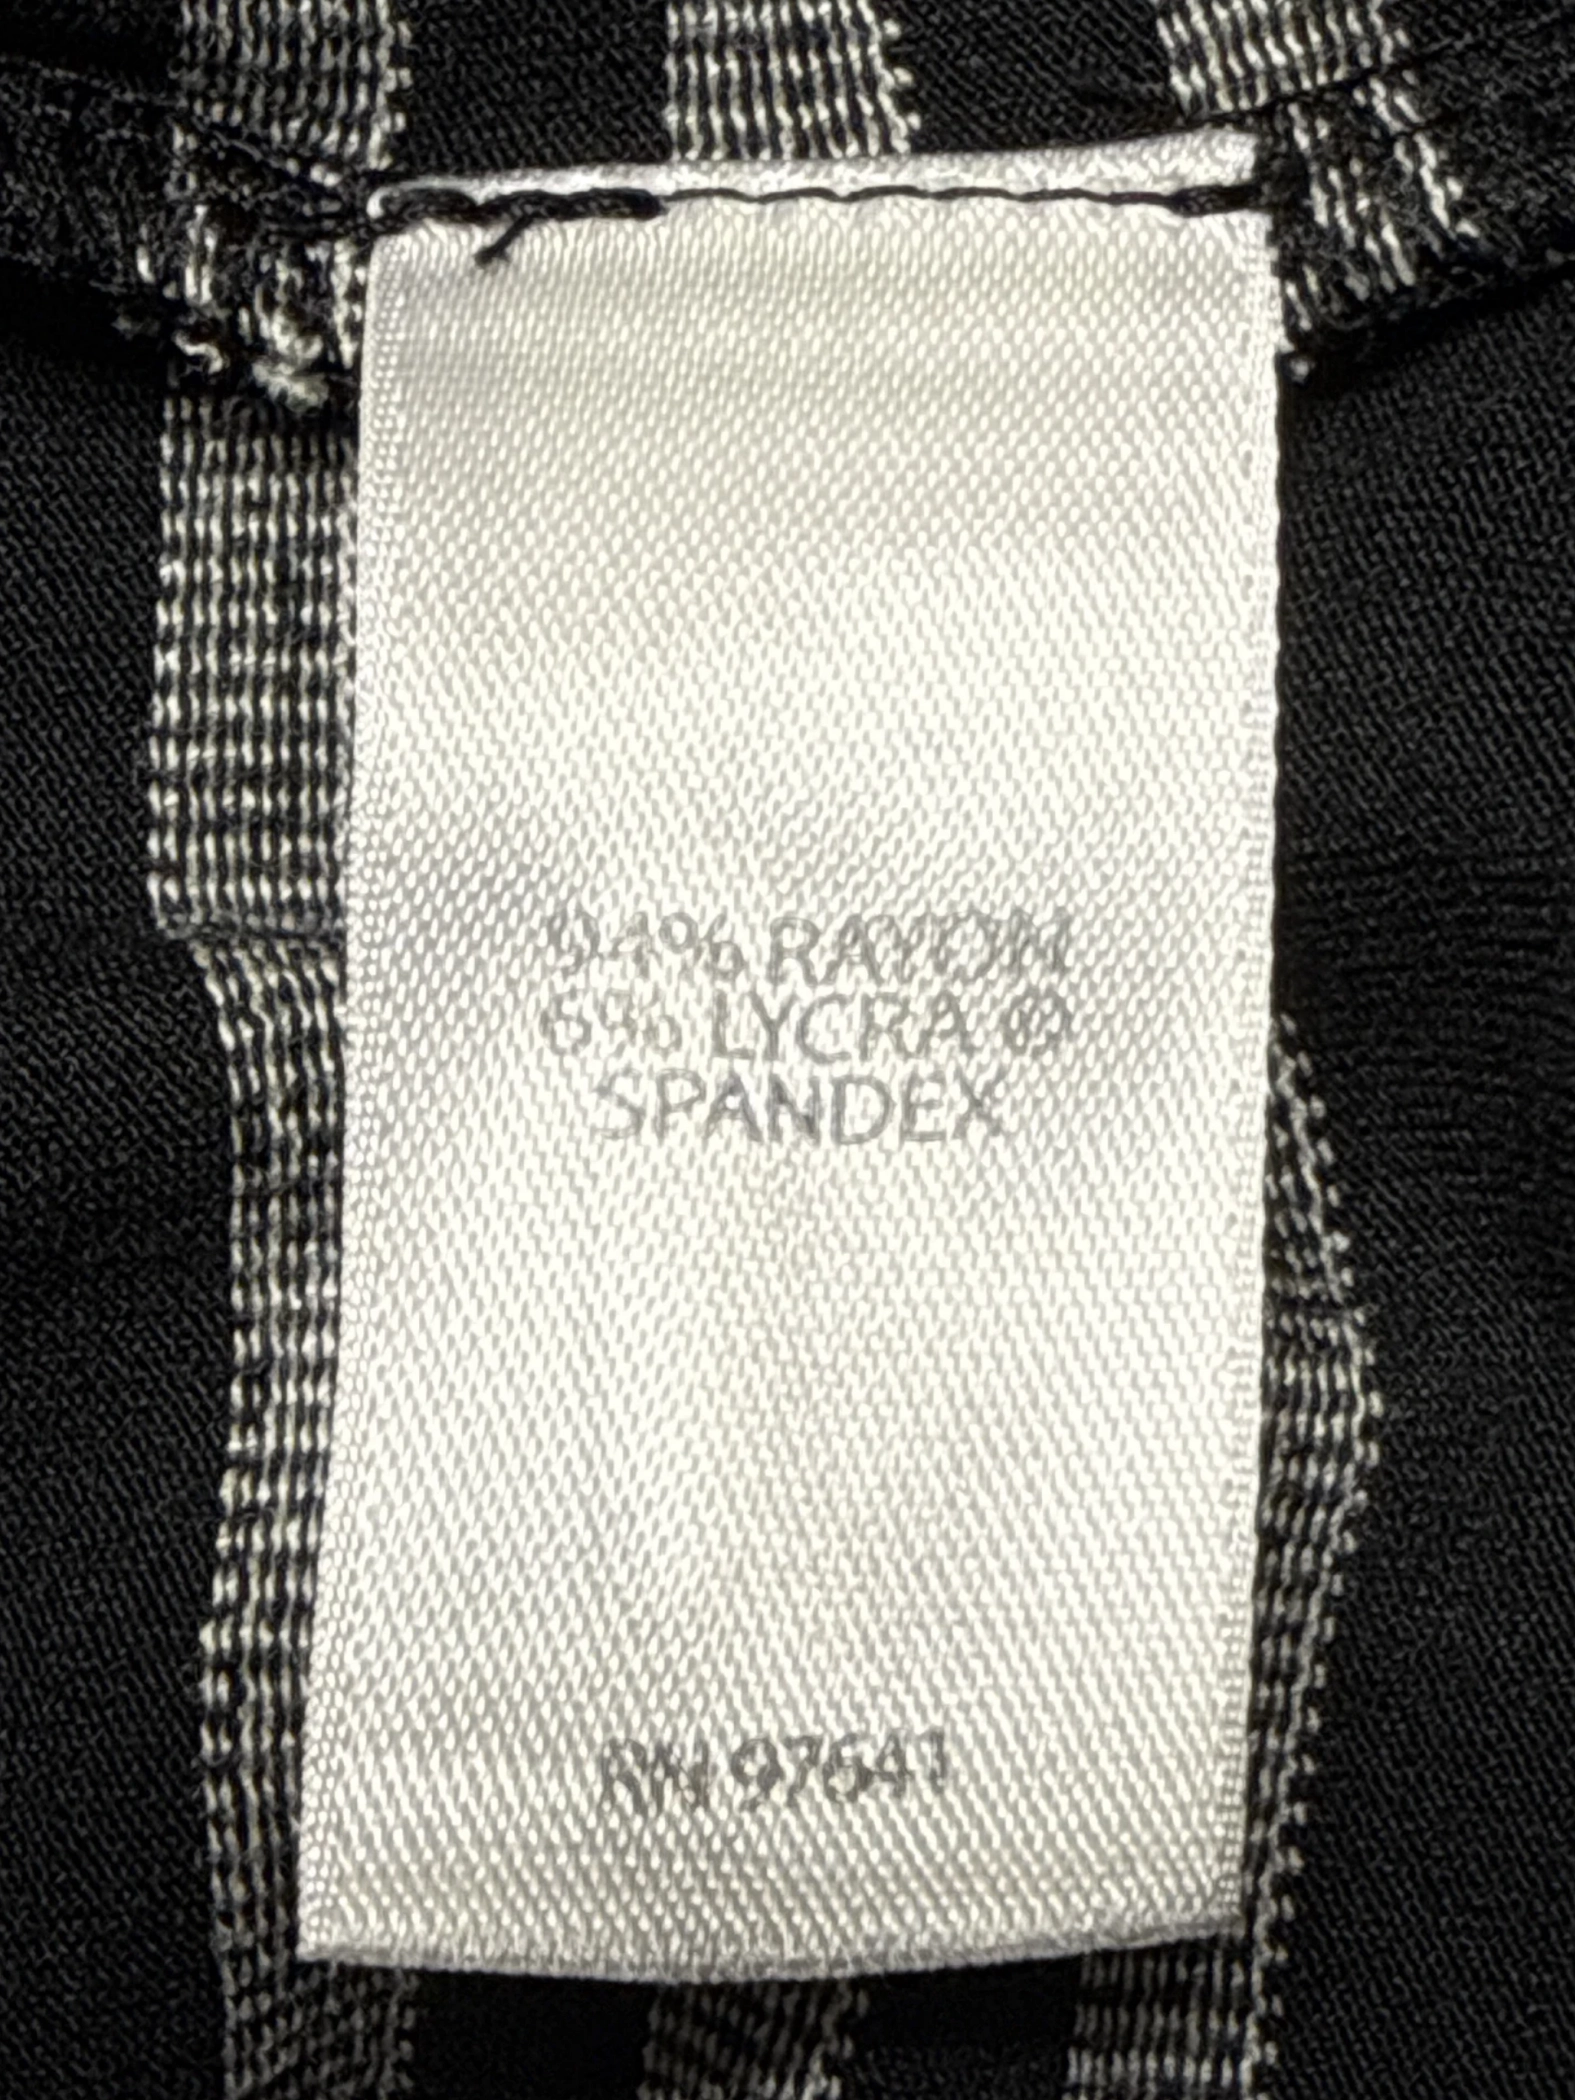 94% RAYON
6% LYCRA ®
SPANDEX
RN 97641